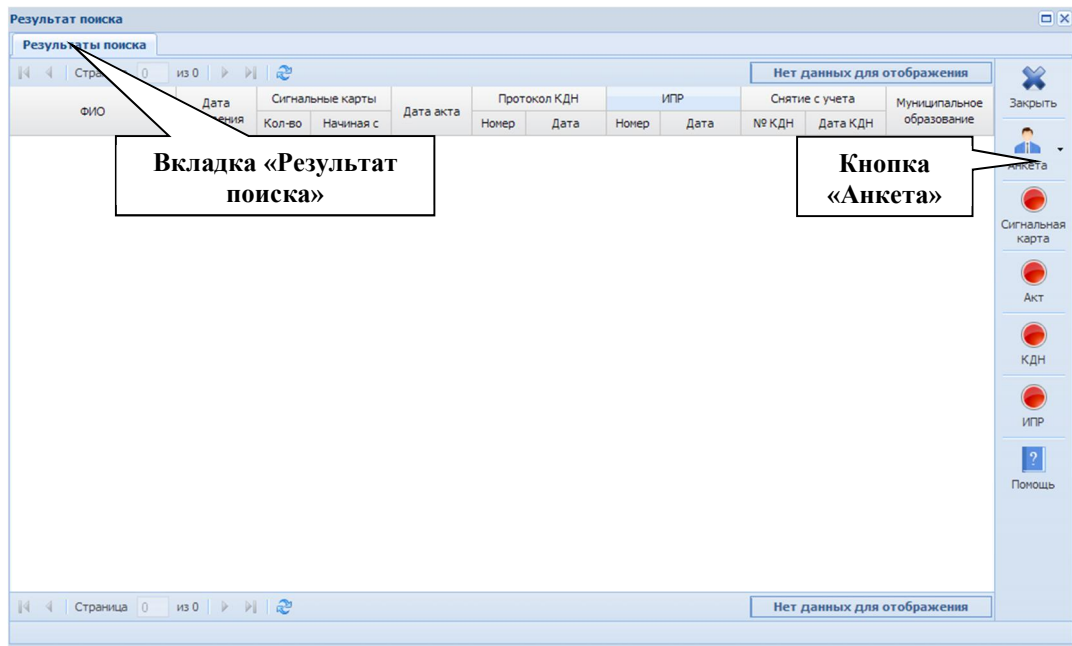 Результат поиска
Результаты поиска
0 из 0 Нет данных для отображения
ФИО Дата Сигнальные карты Дата акта Протокол КДН ИПР Снятие с учета Муниципальное образование
Кол-во Начиная с Номер Дата Номер Дата № КДН Дата КДН
Вкладка «Результат
поиска»
Кнопка
«Анкета»
Закрыть
Анкета
Сигнальная
карта
Акт
КДН
ИПР
?
Помощь
Страница 0 из 0 Нет данных для отображения